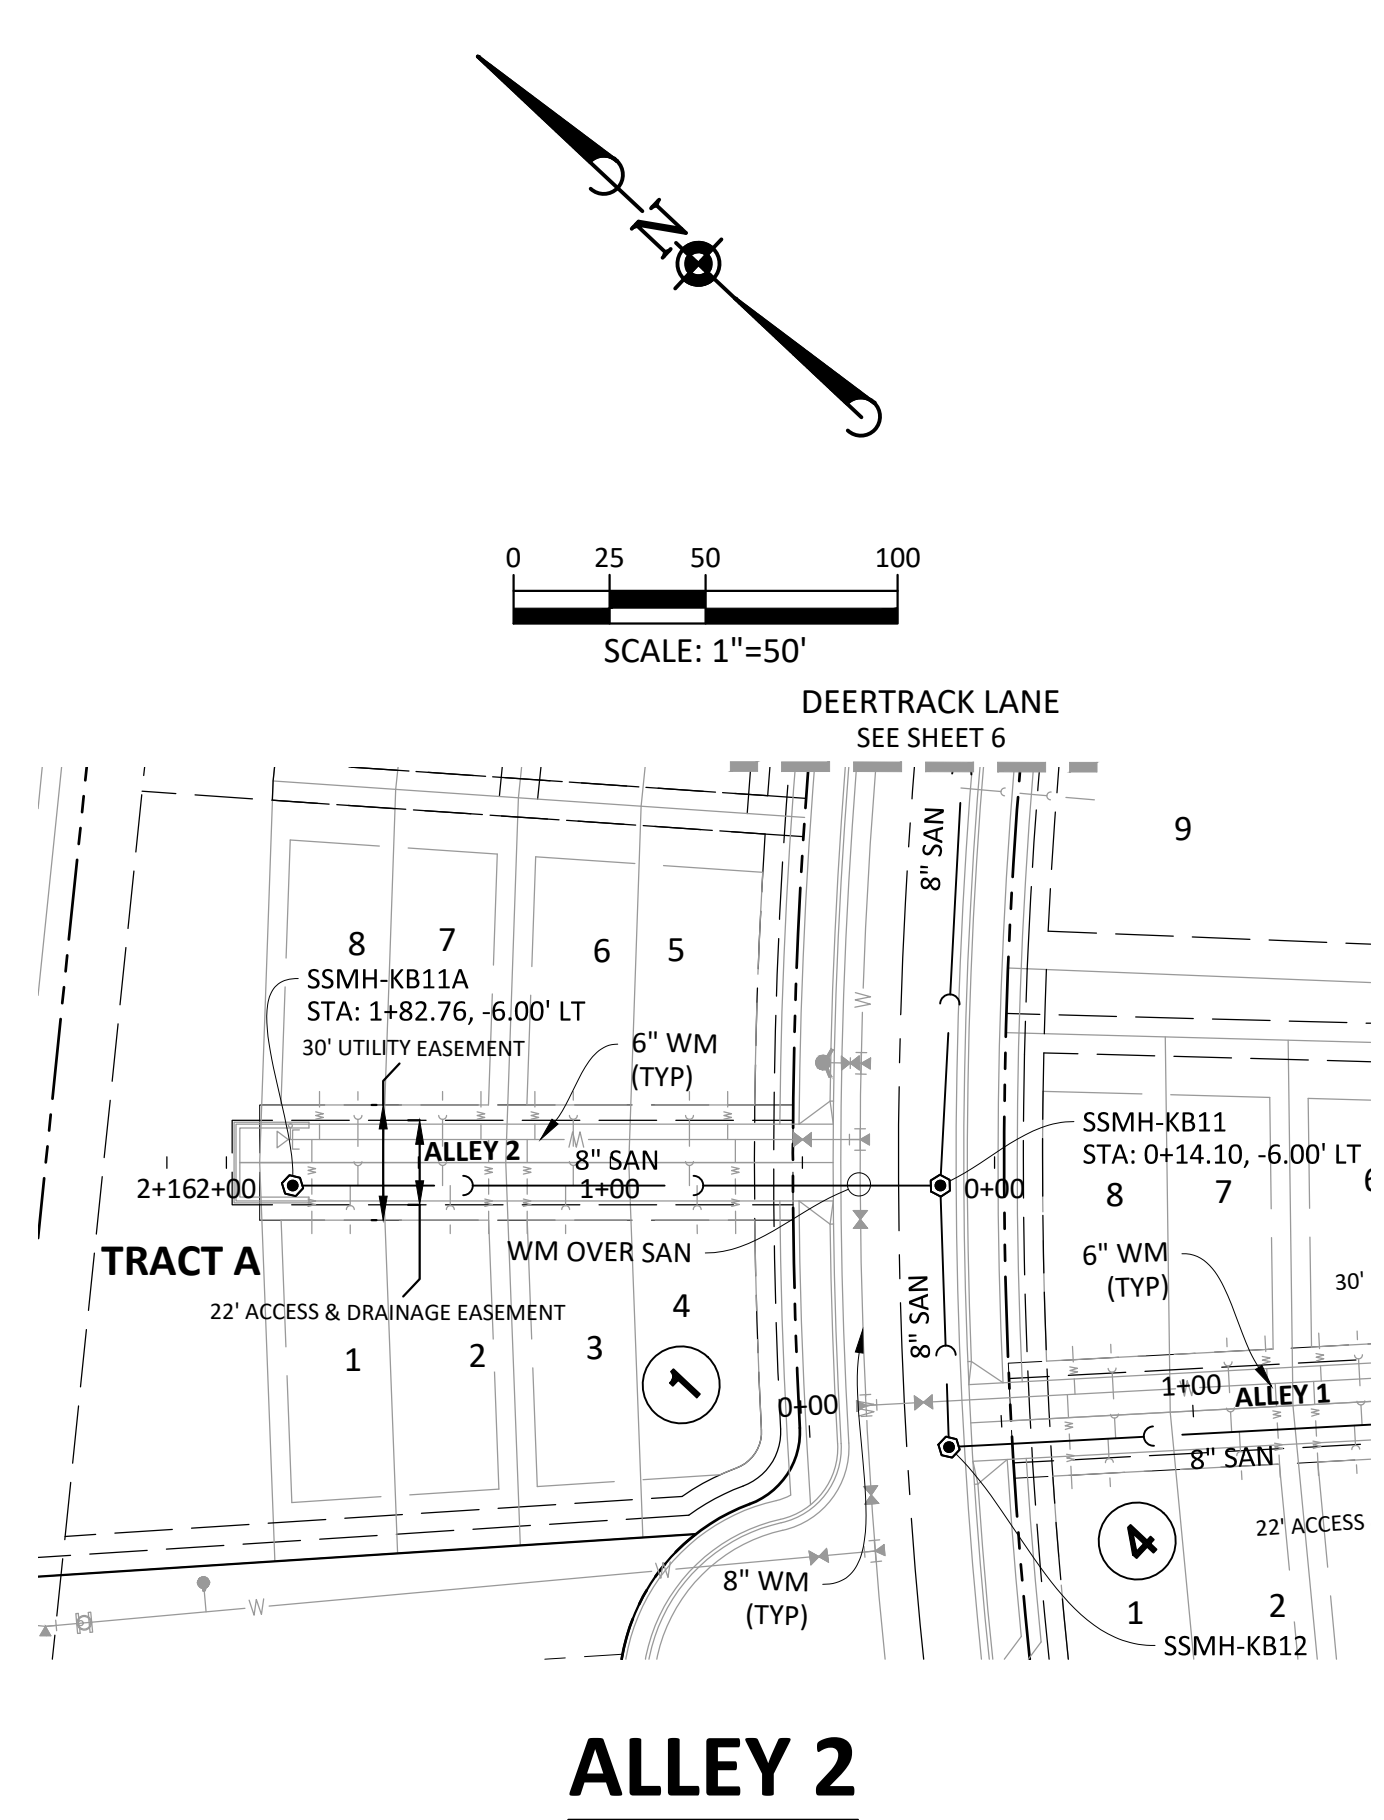 N
0 25 50 100
SCALE: 1"=50'
DEERTRACK LANE
SEE SHEET 6
8" SAN
9
8 7 6 5
SSMH-KB11A
STA: 1+82.76, -6.00' LT
30' UTILITY EASEMENT
6" WM
(TYP)
W
SSMH-KB11
STA: 0+14.10, -6.00' LT
ALLEY 2
8" SAN
2+16 2+00 1+00 0+00
8 7
TRACT A
WM OVER SAN
6" WM
(TYP)
30'
22' ACCESS & DRAINAGE EASEMENT
4
8" SAN
1 2 3
1
0+00
1+00
ALLEY 1
8" SAN
4
22' ACCESS
8" WM
(TYP)
W
W
1 2
SSMH-KB12
ALLEY 2